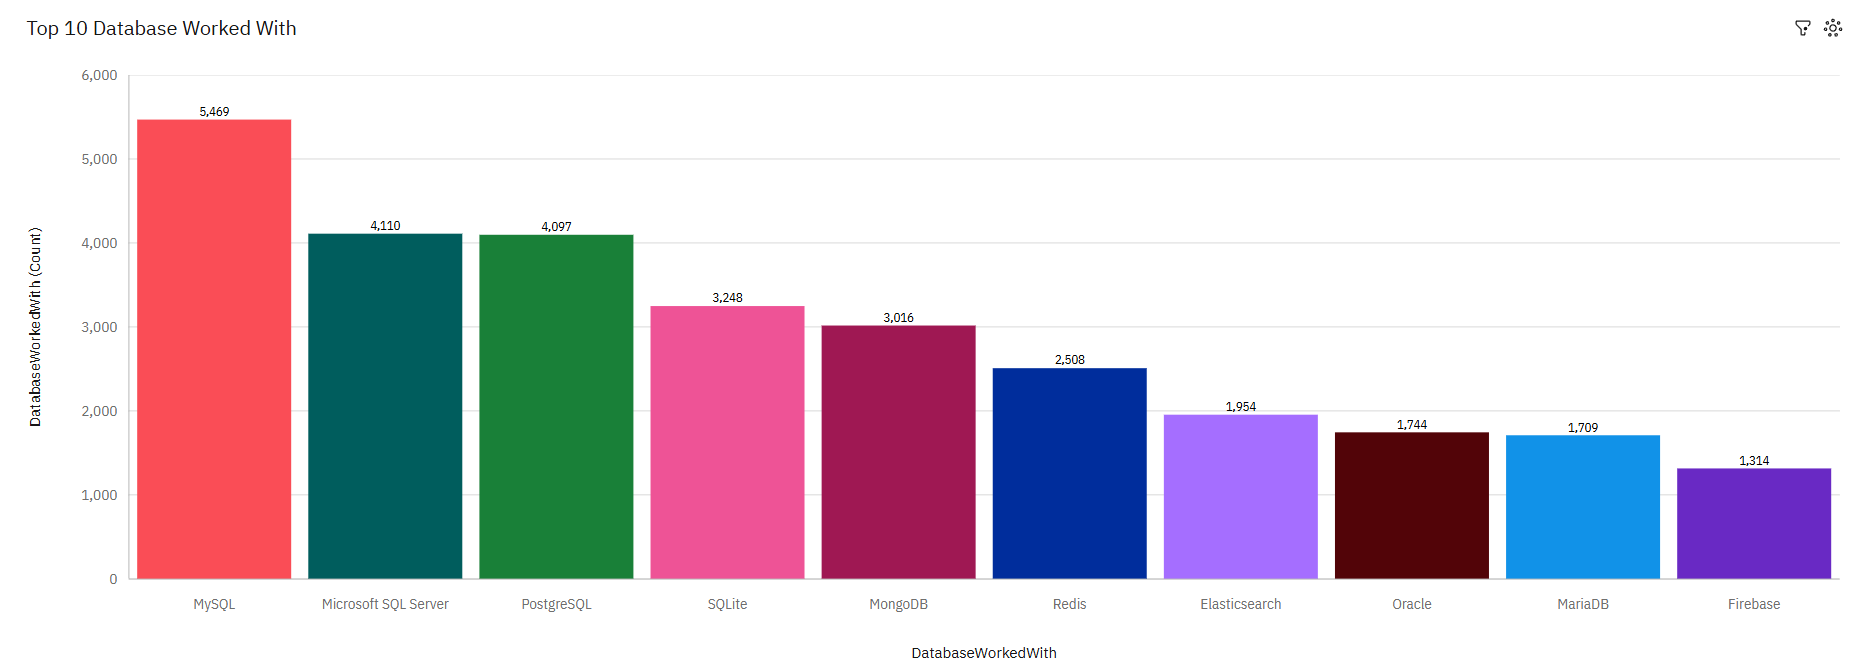 Top 10 Database Worked With
DatabaseWorkedWith (Count)
6,000
5,000
4,000
3,000
2,000
1,000
0
5,469
4,110
4,097
3,248
3,016
2,508
1,954
1,744
1,709
1,314
MySQL
Microsoft SQL Server
PostgreSQL
SQLite
MongoDB
Redis
Elasticsearch
Oracle
MariaDB
Firebase
DatabaseWorkedWith